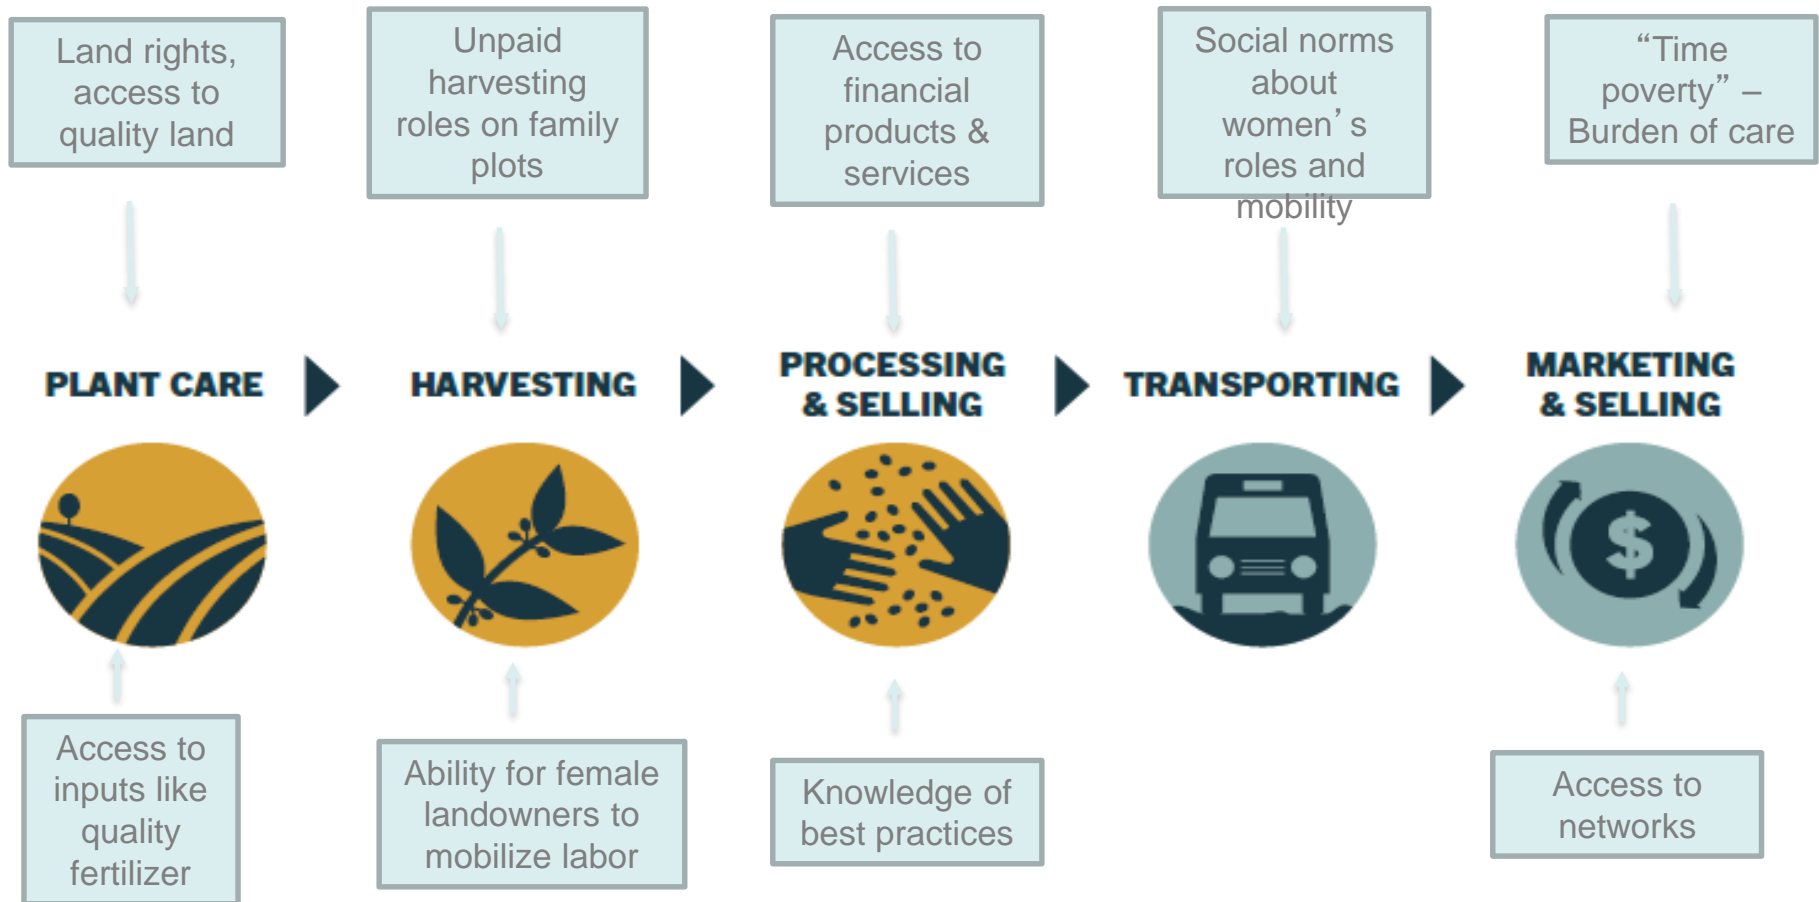 Land rights,
access to
quality land
Unpaid
harvesting
roles on family
plots
Access to
financial
products &
services
Social norms
about
women’s
roles and
mobility
“Time
poverty” –
Burden of care
PLANT CARE
HARVESTING
PROCESSING
& SELLING
TRANSPORTING
MARKETING
& SELLING
$
Access to
inputs like
quality
fertilizer
Ability for female
landowners to
mobilize labor
Knowledge of
best practices
Access to
networks